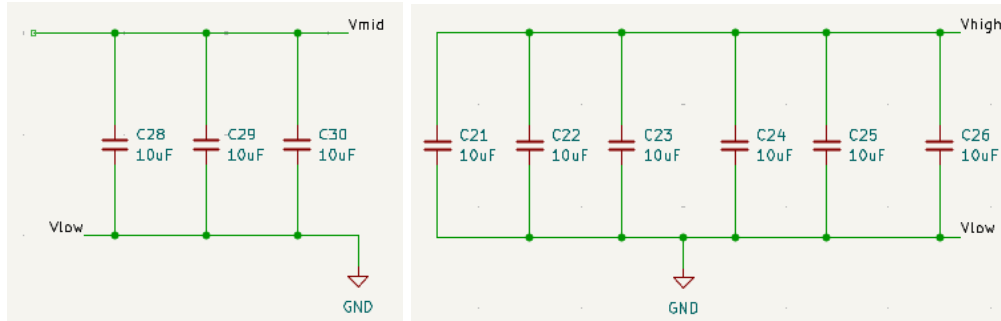 Vmid
C28
10uF
C29
10uF
C30
10uF
Vlow
GND
Vhigh
C21
10uF
C22
10uF
C23
10uF
C24
10uF
C25
10uF
C26
10uF
Vlow
GND